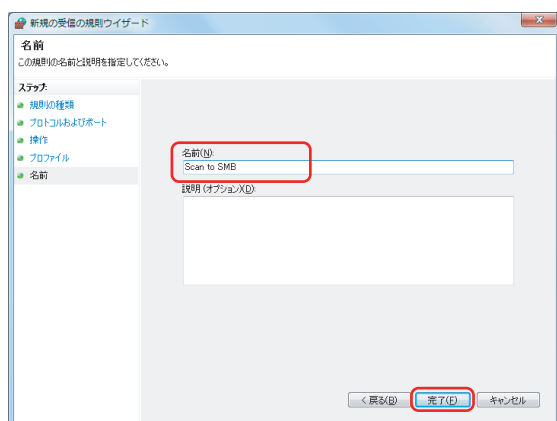 新規の受信の規則ウィザード
名前
この規則の名前と説明を指定してください。
ステップ:
規則の種類
プロトコルおよびポート
操作
プロファイル
名前
名前(N):
Scan to SMB
説明 (オプション)(D):
< 戻る(B)
完了(F)
キャンセル